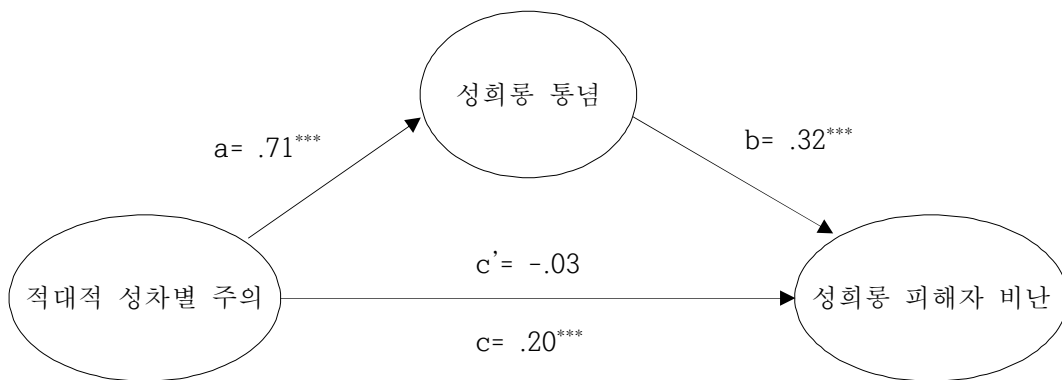 성희롱 통념
a= .71***
b= .32***
c’= -.03
적대적 성차별 주의
성희롱 피해자 비난
c= .20***